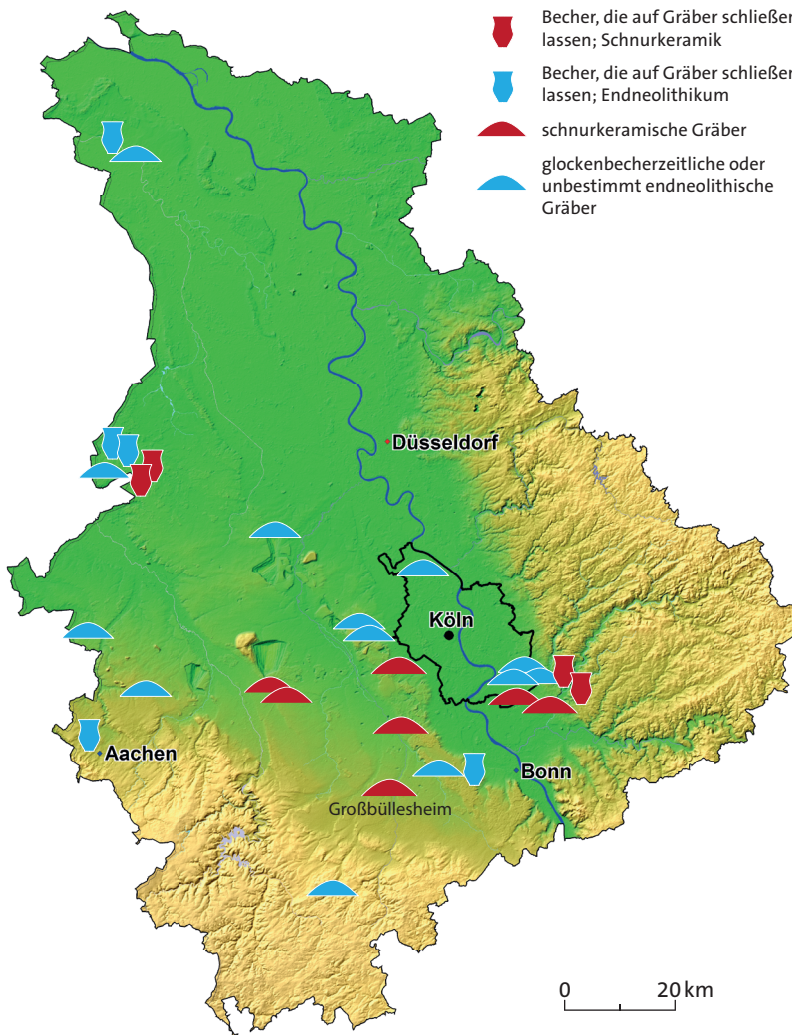 Becher, die auf Gräber schließen
lassen; Schnurkeramik
Becher, die auf Gräber schließen
lassen; Endneolithikum
schnurkeramische Gräber
glockenbecherzeitliche oder
unbestimmt endneolithische
Gräber
Düsseldorf
Köln
Aachen
Bonn
Großbüllesheim
0 20 km